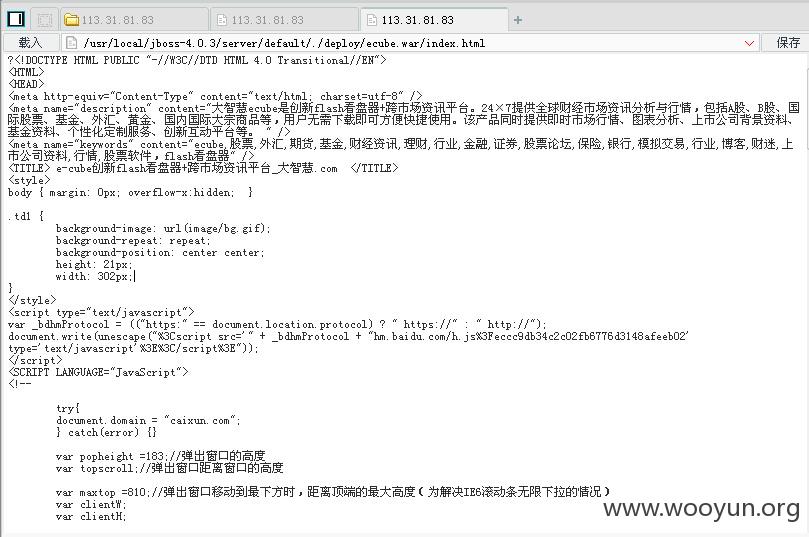 113.31.81.83
113.31.81.83
113.31.81.83
+
载入
/usr/local/jboss-4.0.3/server/default/./deploy/ecube.war/index.html
保存
?<!DOCTYPE HTML PUBLIC "-//W3C//DTD HTML 4.0 Transitional//EN">
<HTML>
<HEAD>
<meta http-equiv="Content-Type" content="text/html; charset=utf-8" />
<meta name="description" content="大智慧ecube是创新flash看盘器+跨市场资讯平台。24×7提供全球财经市场资讯分析与行情，包括A股、B股、国
际股票、基金、外汇、黄金、国内国际大宗商品等，用户无需下载即可方便快捷使用。该产品同时提供即时市场行情、图表分析、上市公司背景资料、
基金资料、个性化定制服务、创新互动平台等。 " />
<meta name="keywords" content="ecube,股票,外汇,期货,基金,财经资讯,理财,行业,金融,证券,股票论坛,保险,银行,模拟交易,行业,博客,财迷,上
市公司资料,行情,股票软件，flash看盘器" />
<TITLE> e-cube创新flash看盘器+跨市场资讯平台_大智慧.com  </TITLE>
<style>
body { margin: 0px; overflow-x:hidden;  }
.td1 {
background-image: url(image/bg.gif);
background-repeat: repeat;
background-position: center center;
height: 21px;
width: 302px;
}
</style>
<script type="text/javascript">
var _bdhmProtocol = (("https:" == document.location.protocol) ? " https://" : " http://");
document.write(unescape("%3Cscript src='" + _bdhmProtocol + "hm.baidu.com/h.js%3Feccc9db34c2c02fb6776d3148afeeb02'
type='text/javascript'%3E%3C/script%3E"));
</script>
<SCRIPT LANGUAGE="JavaScript">
<!--
try{
document.domain = "caixun.com";
} catch(error) {}
var popheight =183;//弹出窗口的高度
var topscroll;//弹出窗口距离窗口的高度
var maxtop =810;//弹出窗口移动到最下方时，距离顶端的最大高度(为解决IE6滚动条无限下拉的情况)
var clientW;
var clientH;
www.wooyun.org